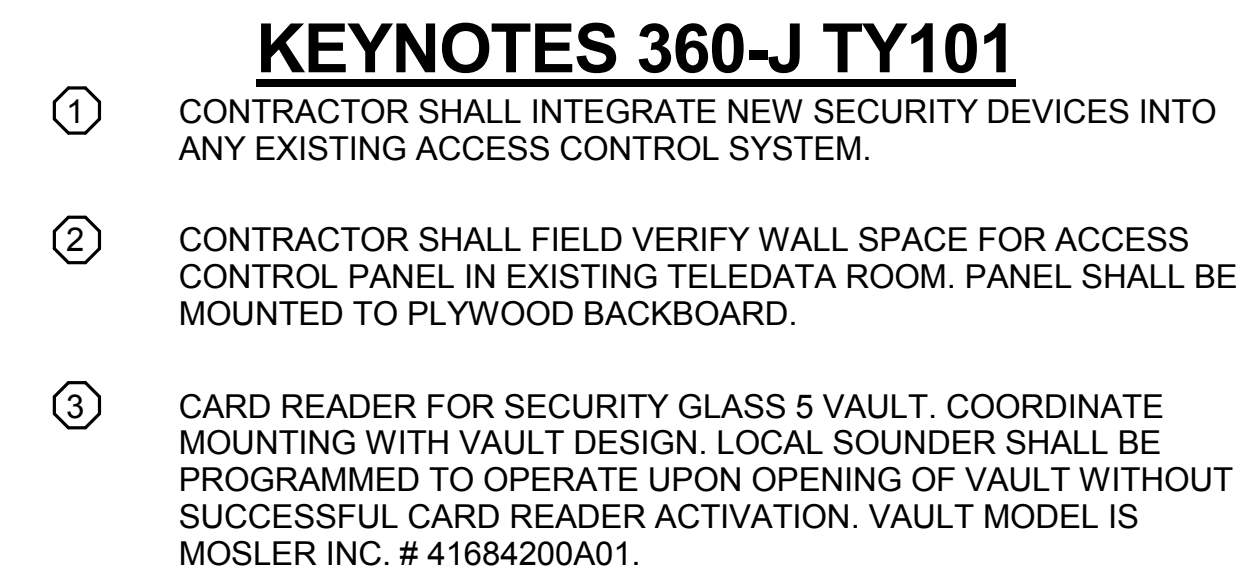 KEYNOTES 360-J TY101
1 CONTRACTOR SHALL INTEGRATE NEW SECURITY DEVICES INTO
ANY EXISTING ACCESS CONTROL SYSTEM.
2 CONTRACTOR SHALL FIELD VERIFY WALL SPACE FOR ACCESS
CONTROL PANEL IN EXISTING TELEDATA ROOM. PANEL SHALL BE
MOUNTED TO PLYWOOD BACKBOARD.
3 CARD READER FOR SECURITY GLASS 5 VAULT. COORDINATE
MOUNTING WITH VAULT DESIGN. LOCAL SOUNDER SHALL BE
PROGRAMMED TO OPERATE UPON OPENING OF VAULT WITHOUT
SUCCESSFUL CARD READER ACTIVATION. VAULT MODEL IS
MOSLER INC. # 41684200A01.